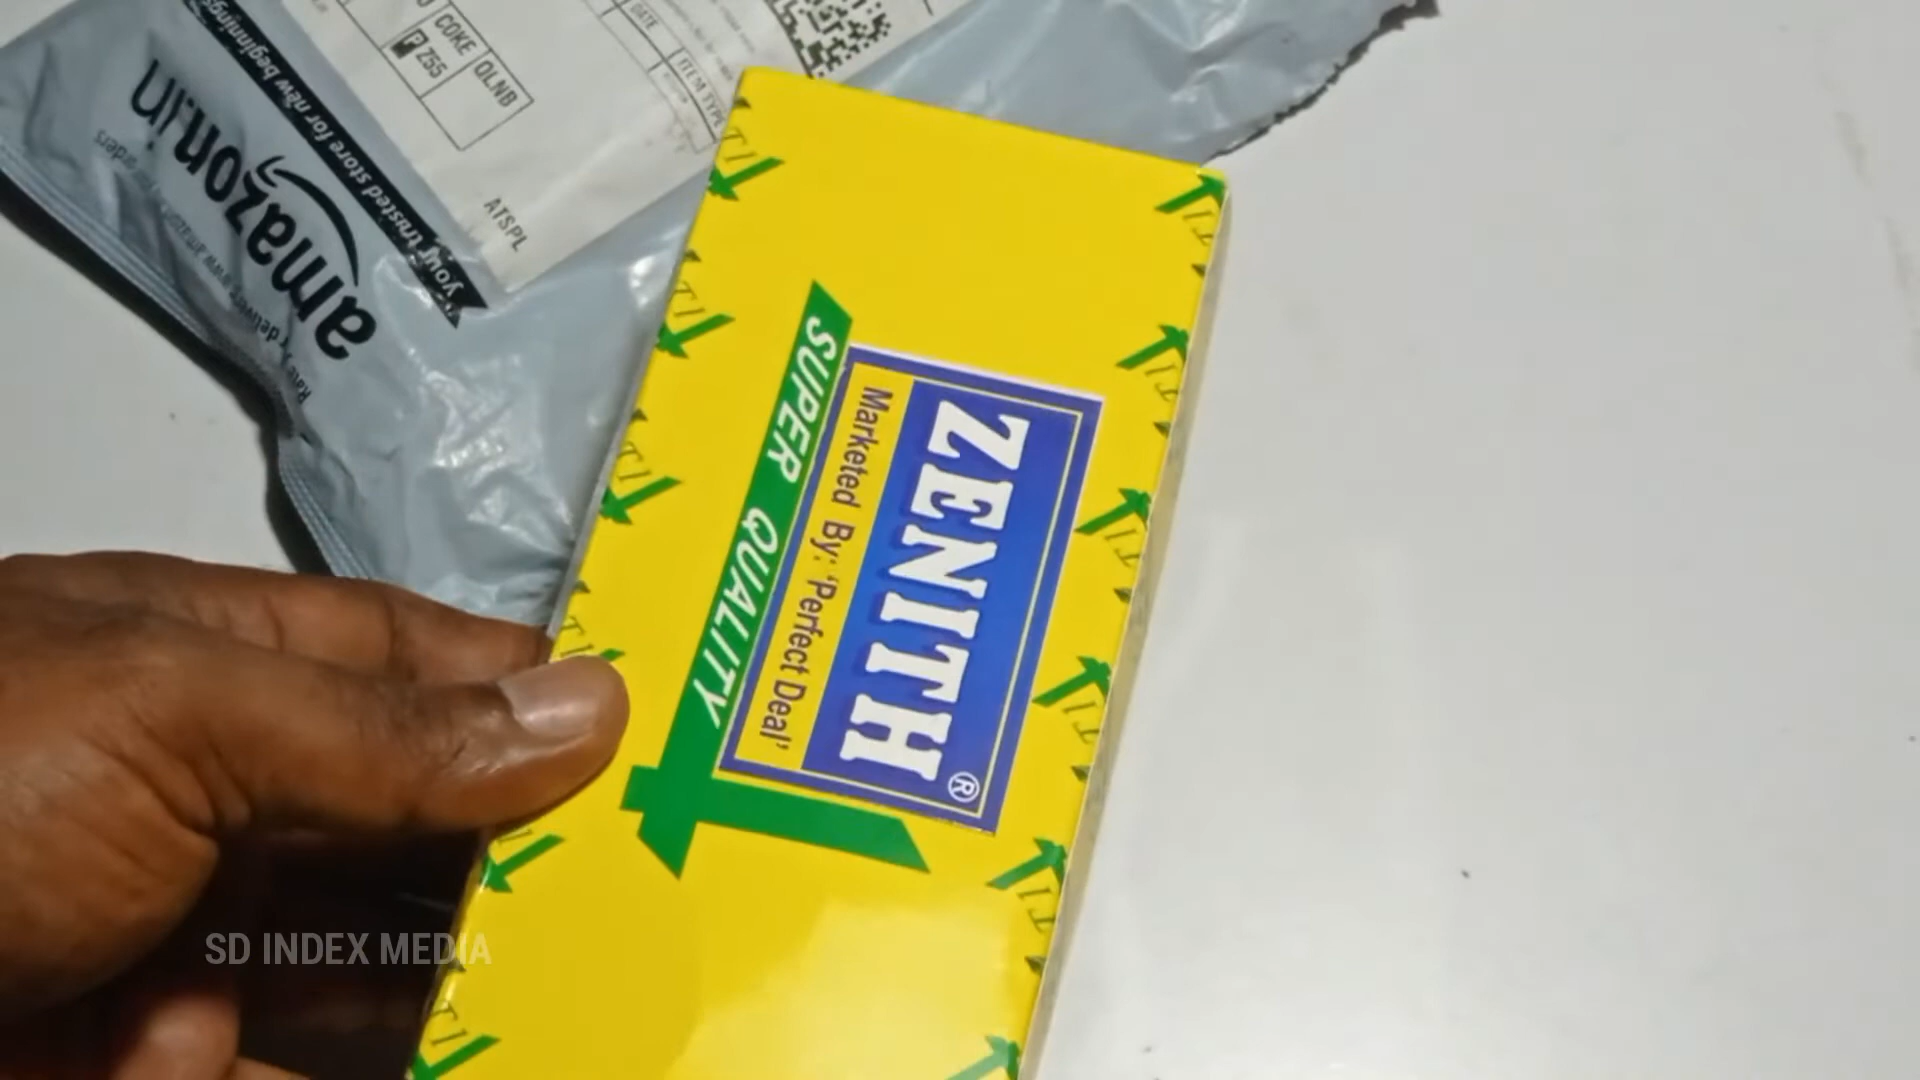 COKE
OLNB
P Z55
DATE
ITEM TYPE
ATSPL
your trusted store for new beginnings
amazon.in
SUPER QUALITY
ZENITH®
Marketed By: 'Perfect Deal'
SD INDEX MEDIA